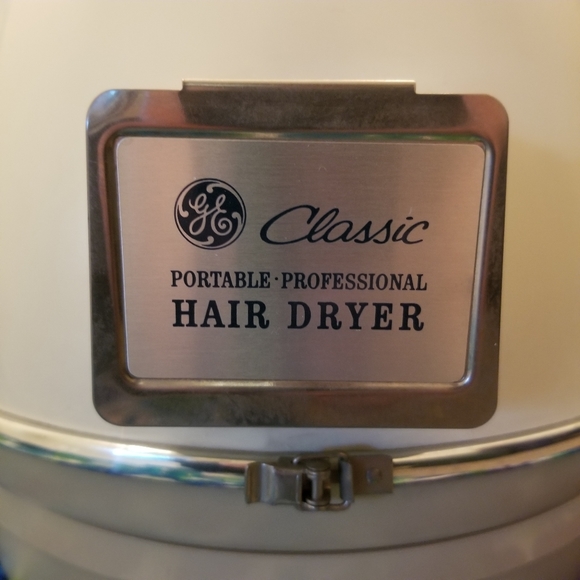 GE Classic
PORTABLE · PROFESSIONAL
HAIR DRYER